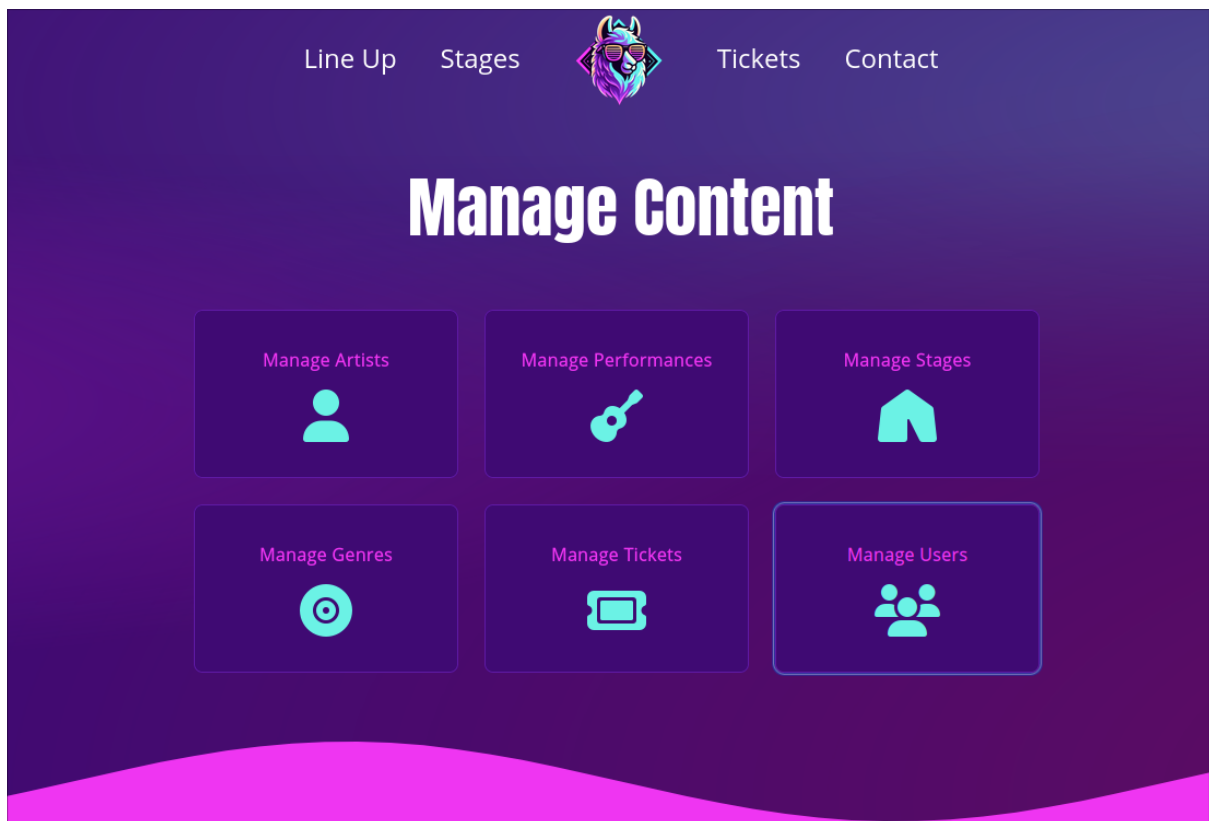 Line Up Stages Tickets Contact
Manage Content
Manage Artists Manage Performances Manage Stages
Manage Genres Manage Tickets Manage Users